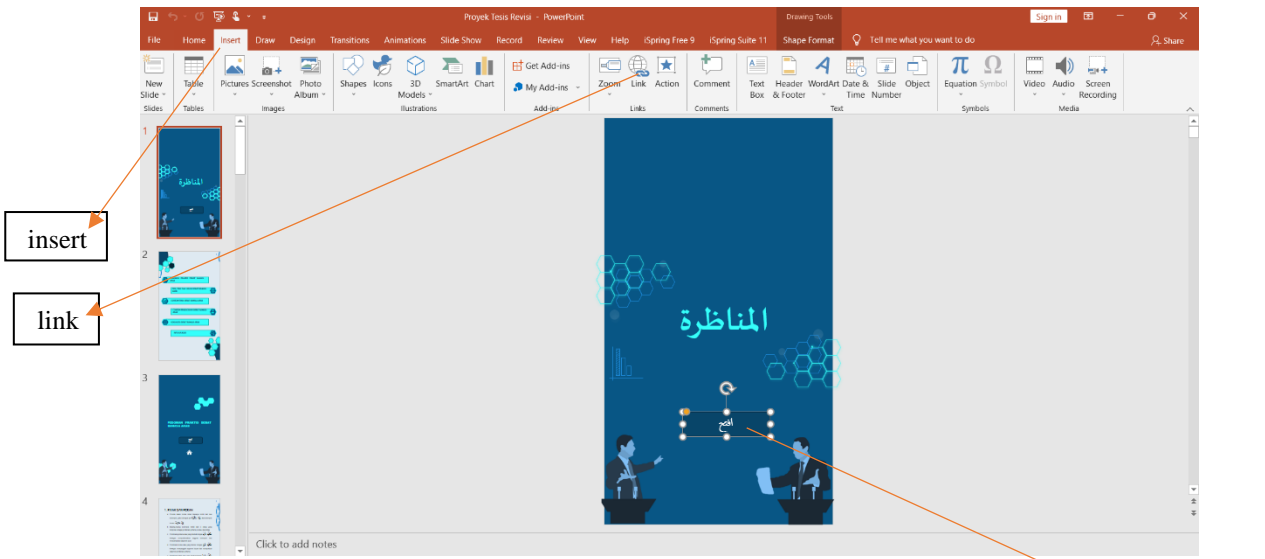 Proyek Tesis Revisi - PowerPoint
Drawing Tools
Sign in
File Home Insert Draw Design Transitions Animations Slide Show Record Review View Help iSpring Free 9 iSpring Suite 11 Shape Format Tell me what you want to do Share
New Slide
Table
Pictures
Screenshot
Photo Album
Shapes
Icons
3D Models
SmartArt
Chart
Get Add-ins
My Add-ins
Zoom
Link
Action
Comment
Text Box
Header & Footer
WordArt
Date & Time
Slide Number
Object
Equation
Symbol
Video
Audio
Screen Recording
Slides Tables Images Illustrations Add-ins Links Comments Text Symbols Media
insert
link
1
المناظرة
2
3
4
المناظرة
افتح
Click to add notes